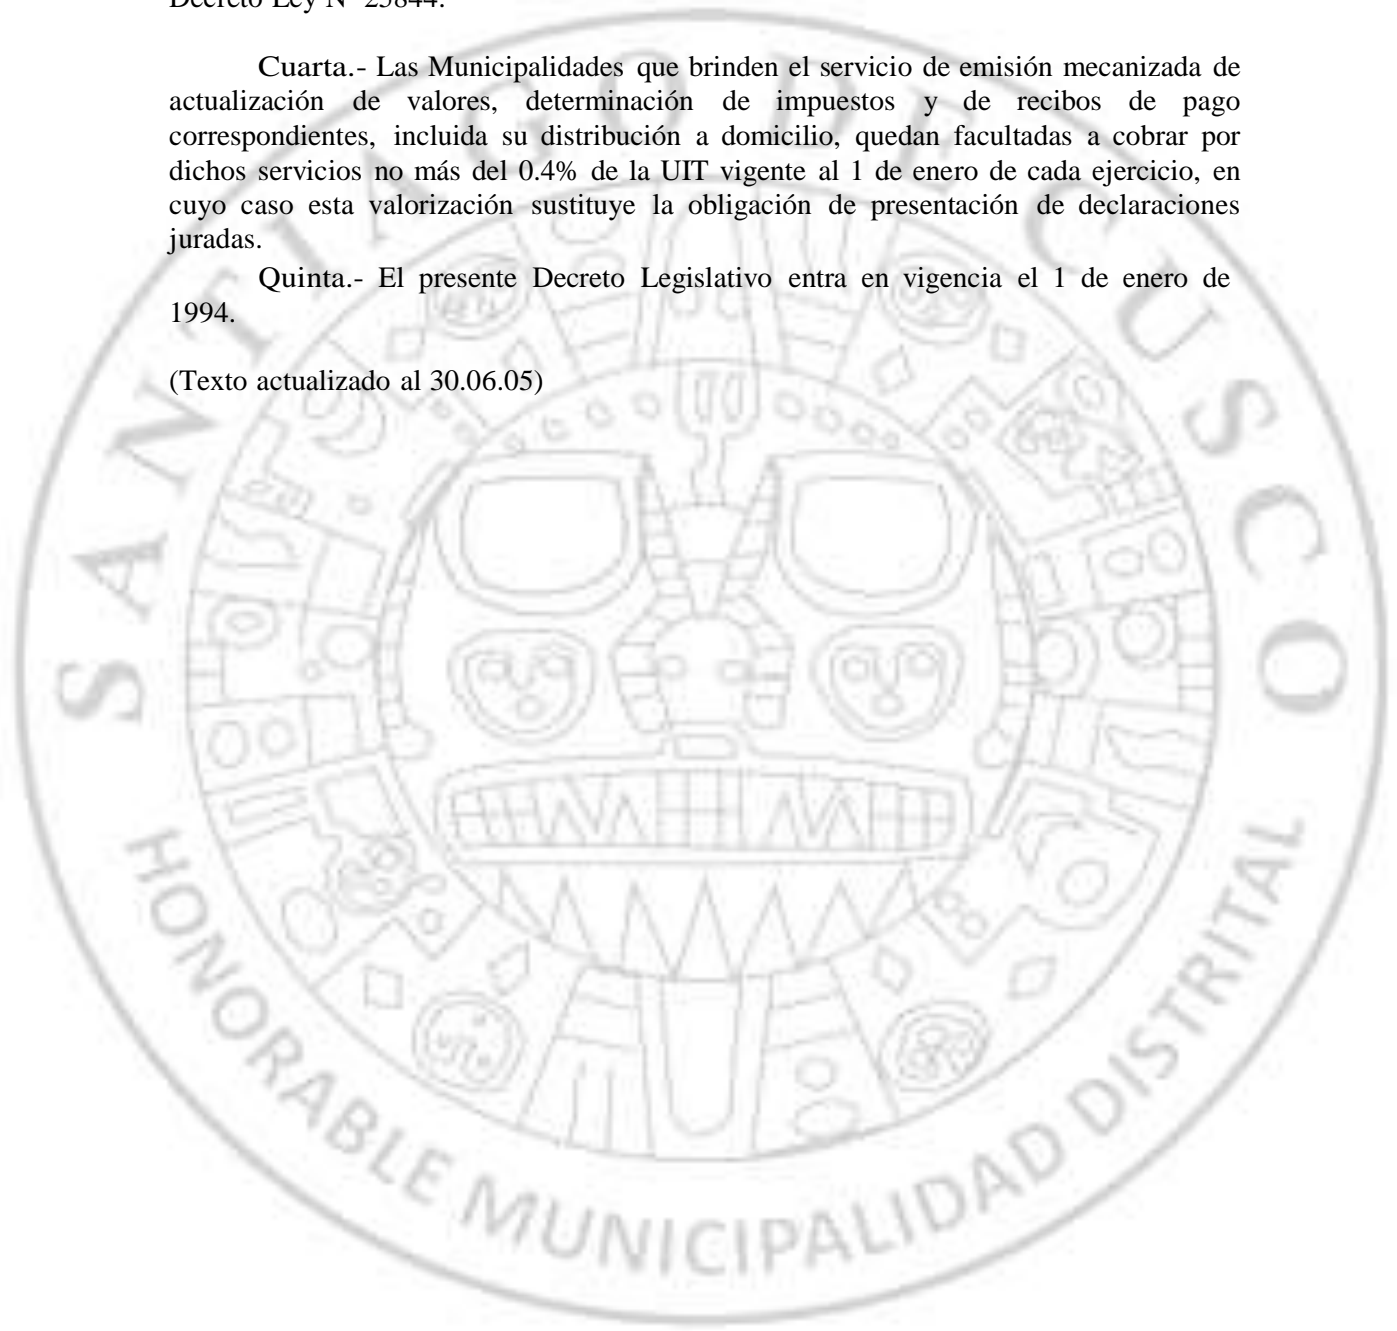 Decreto Ley N° 25844.
Cuarta.- Las Municipalidades que brinden el servicio de emisión mecanizada de
actualización de valores, determinación de impuestos y de recibos de pago
correspondientes, incluida su distribución a domicilio, quedan facultadas a cobrar por
dichos servicios no más del 0.4% de la UIT vigente al 1 de enero de cada ejercicio, en
cuyo caso esta valorización sustituye la obligación de presentación de declaraciones
juradas.
Quinta.- El presente Decreto Legislativo entra en vigencia el 1 de enero de
1994.
(Texto actualizado al 30.06.05)
SANTIAGO DE CUSCO
HONORABLE MUNICIPALIDAD DISTRITAL